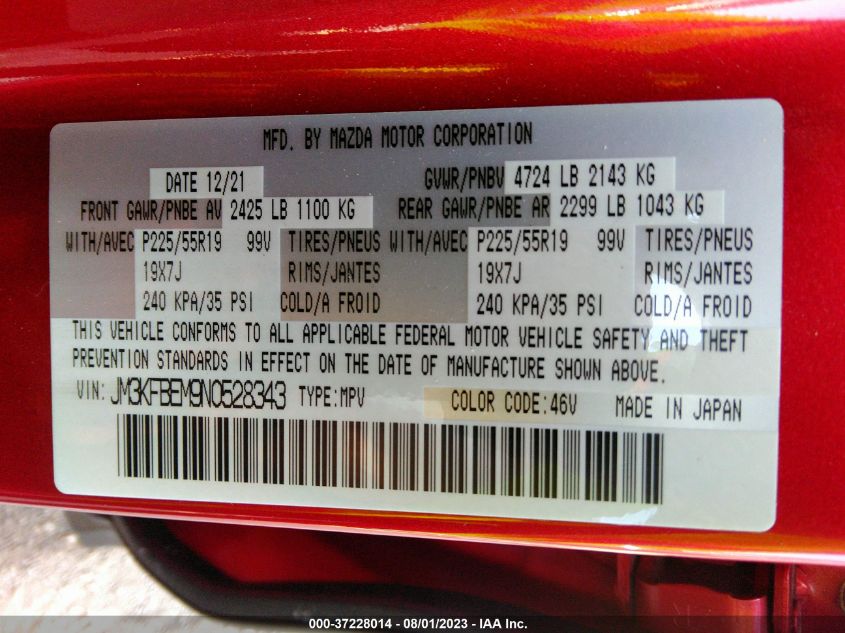 MFD. BY MAZDA MOTOR CORPORATION
DATE 12/21 GVWR/PNBV 4724 LB 2143 KG
FRONT GAWR/PNBE AV 2425 LB 1100 KG REAR GAWR/PNBE AR 2299 LB 1043 KG
WITH/AVEC P225/55R19 99V TIRES/PNEUS WITH/AVEC P225/55R19 99V TIRES/PNEUS
19X7J RIMS/JANTES 19X7J RIMS/JANTES
240 KPA/35 PSI COLD/A FROID 240 KPA/35 PSI COLD/A FROID
THIS VEHICLE CONFORMS TO ALL APPLICABLE FEDERAL MOTOR VEHICLE SAFETY AND THEFT
PREVENTION STANDARDS IN EFFECT ON THE DATE OF MANUFACTURE SHOWN ABOVE.
VIN: JM3KFBEM9N0528343 TYPE:MPV COLOR CODE:46V MADE IN JAPAN
000-37228014 - 08/01/2023 - IAA Inc.